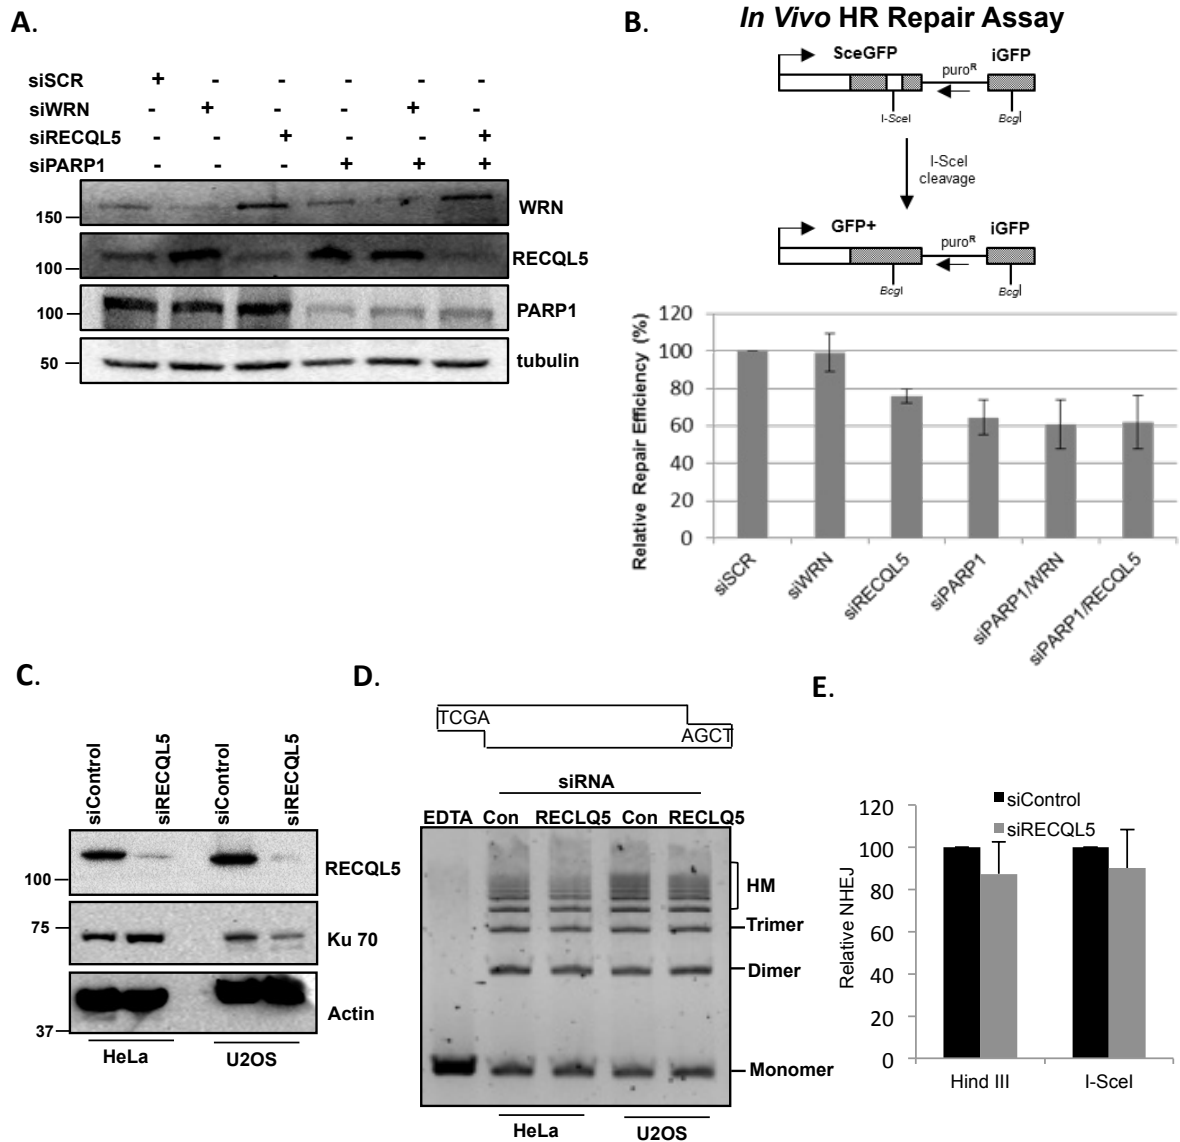 A.
siSCR + - - - - -
siWRN - + - - + -
siRECQL5 - - + - - +
siPARP1 - - - + + +
150
WRN
100
RECQL5
100
PARP1
50
tubulin
B.
In Vivo HR Repair Assay
SceGFP iGFP
puroR
I-SceI BcgI
I-SceI
cleavage
GFP+ iGFP
puroR
BcgI BcgI
Relative Repair Efficiency (%)
120
100
80
60
40
20
0
siSCR
siWRN
siRECQL5
siPARP1
siPARP1/WRN
siPARP1/RECQL5
C.
siControl siRECQL5 siControl siRECQL5
RECQL5
100
75
Ku 70
Actin
37
HeLa U2OS
D.
TCGA
AGCT
siRNA
EDTA Con RECLQ5 Con RECLQ5
HM
Trimer
Dimer
Monomer
HeLa U2OS
E.
siControl
siRECQL5
Relative NHEJ
120
100
80
60
40
20
0
Hind III I-SceI